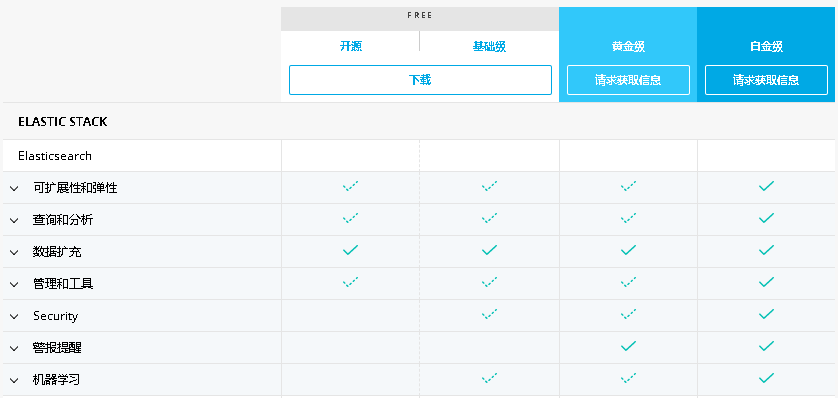 FREE
开源 基础级 黄金级 白金级
下载 请求获取信息 请求获取信息
ELASTIC STACK
Elasticsearch
可扩展性和弹性
查询和分析
数据扩充
管理和工具
Security
警报提醒
机器学习